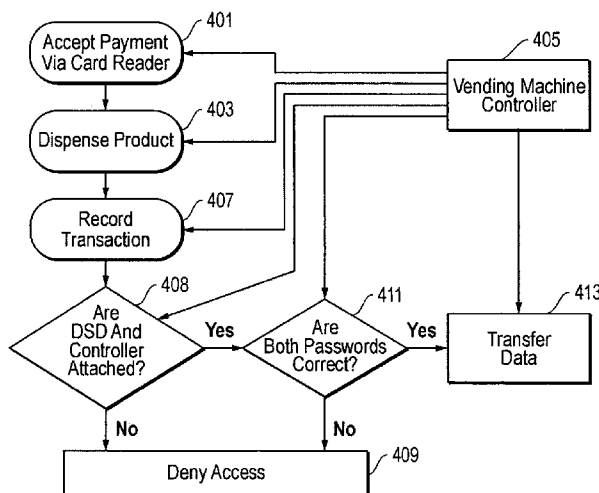 Accept Payment
Via Card Reader
401
405
Vending Machine
Controller
403
Dispense Product
407
Record
Transaction
408
Are
DSD And
Controller
Attached?
Yes
411
Are
Both Passwords
Correct?
Yes
413
Transfer
Data
No
No
Deny Access
409